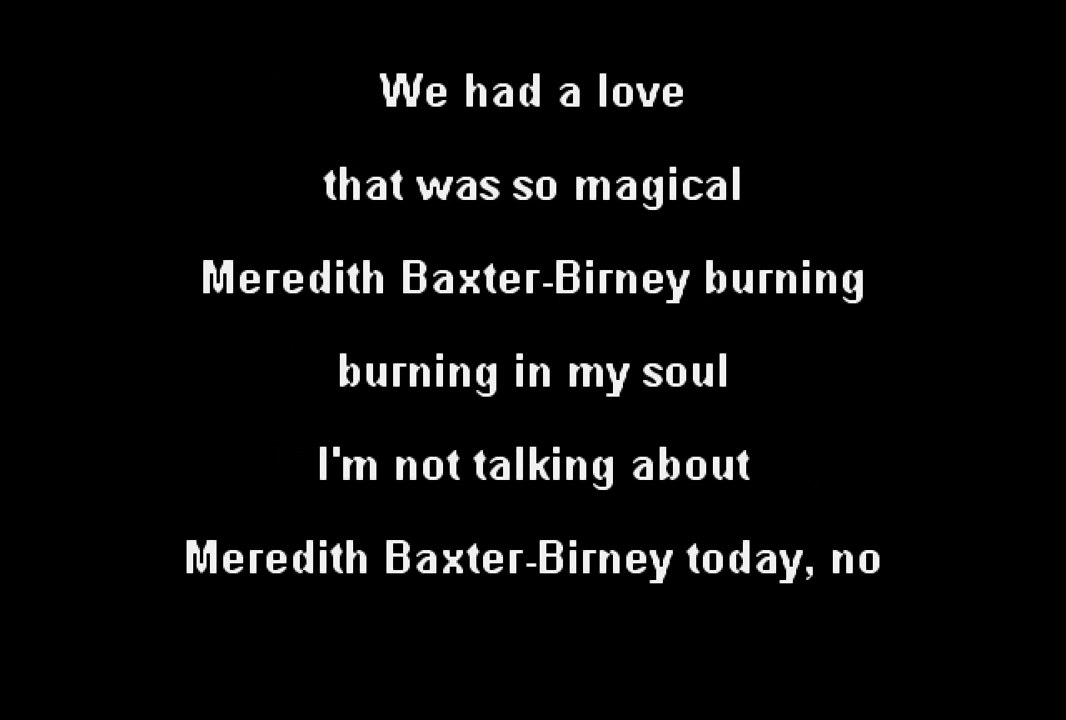 We had a love
that was so magical
Meredith Baxter-Birney burning
burning in my soul
I'm not talking about
Meredith Baxter-Birney today, no